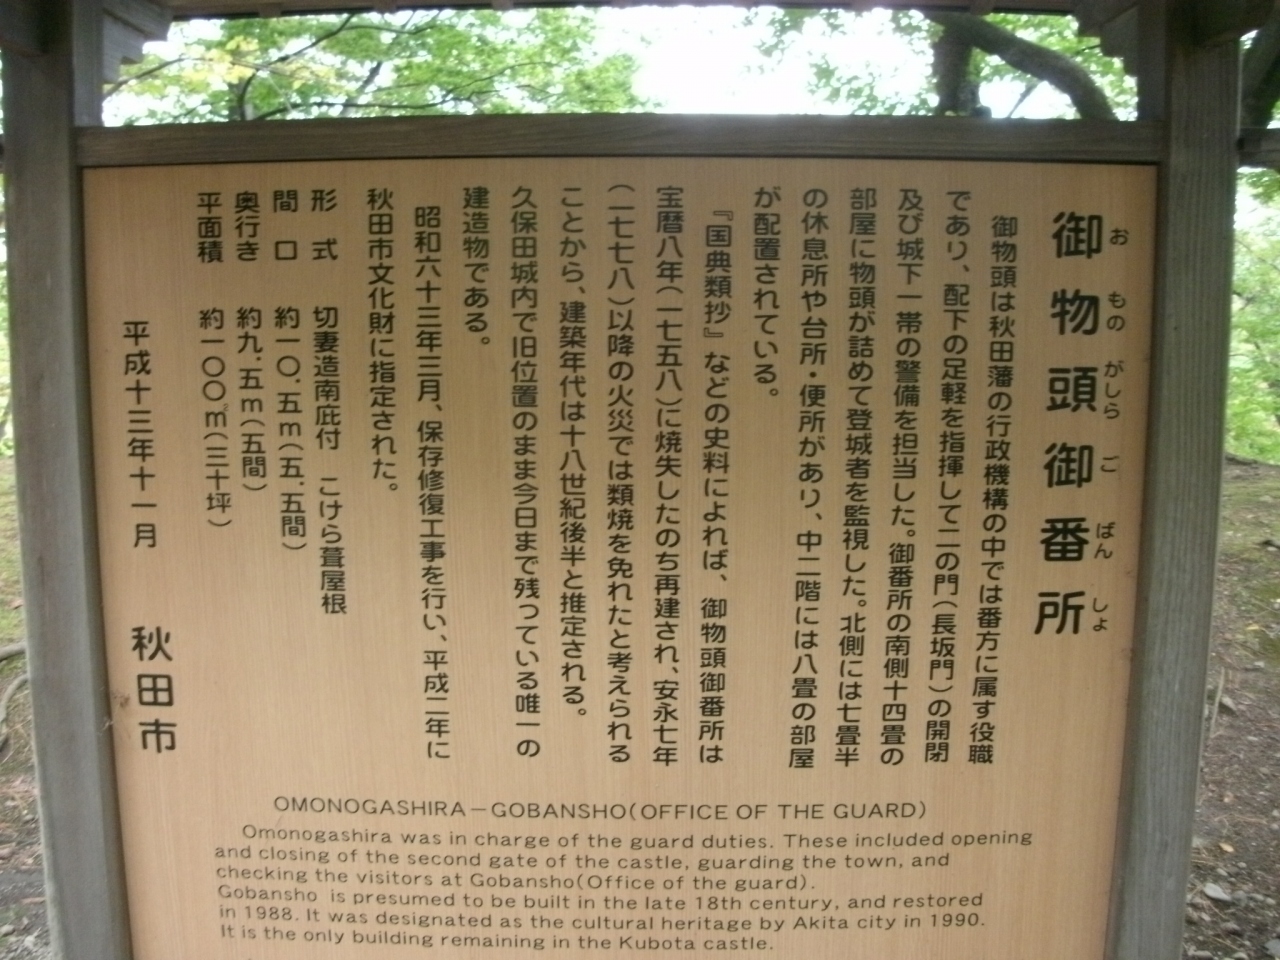 御物頭御番所
おものがしらごばんしょ
御物頭は秋田藩の行政機構の中では番方に属す役職
であり、配下の足軽を指揮して二の門(長坂門)の開閉
及び城下一帯の警備を担当した。御番所の南側十四畳の
部屋に物頭が詰めて登城者を監視した。北側には七畳半
の休息所や台所・便所があり、中二階には八畳の部屋
が配置されている。
『国典類抄』などの史料によれば、御物頭御番所は
宝暦八年(一七五八)に焼失したのち再建され、安永七年
(一七七八)以降の火災では類焼を免れたと考えられる
ことから、建築年代は十八世紀後半と推定される。
久保田城内で旧位置のまま今日まで残っている唯一の
建造物である。
昭和六十三年三月、保存修復工事を行い、平成二年に
秋田市文化財に指定された。
形式 切妻造南庇付 こけら葺屋根
間口 約一〇.五m(五.五間)
奥行き 約九.五m(五間)
平面積 約一〇〇㎡(三十坪)
平成十三年十一月 秋田市
OMONOGASHIRA－GOBANSHO(OFFICE OF THE GUARD)
Omonogashira was in charge of the guard duties. These included opening
and closing of the second gate of the castle, guarding the town, and
checking the visitors at Gobansho(Office of the guard).
Gobansho is presumed to be built in the late 18th century, and restored
in 1988. It was designated as the cultural heritage by Akita city in 1990.
It is the only building remaining in the Kubota castle.